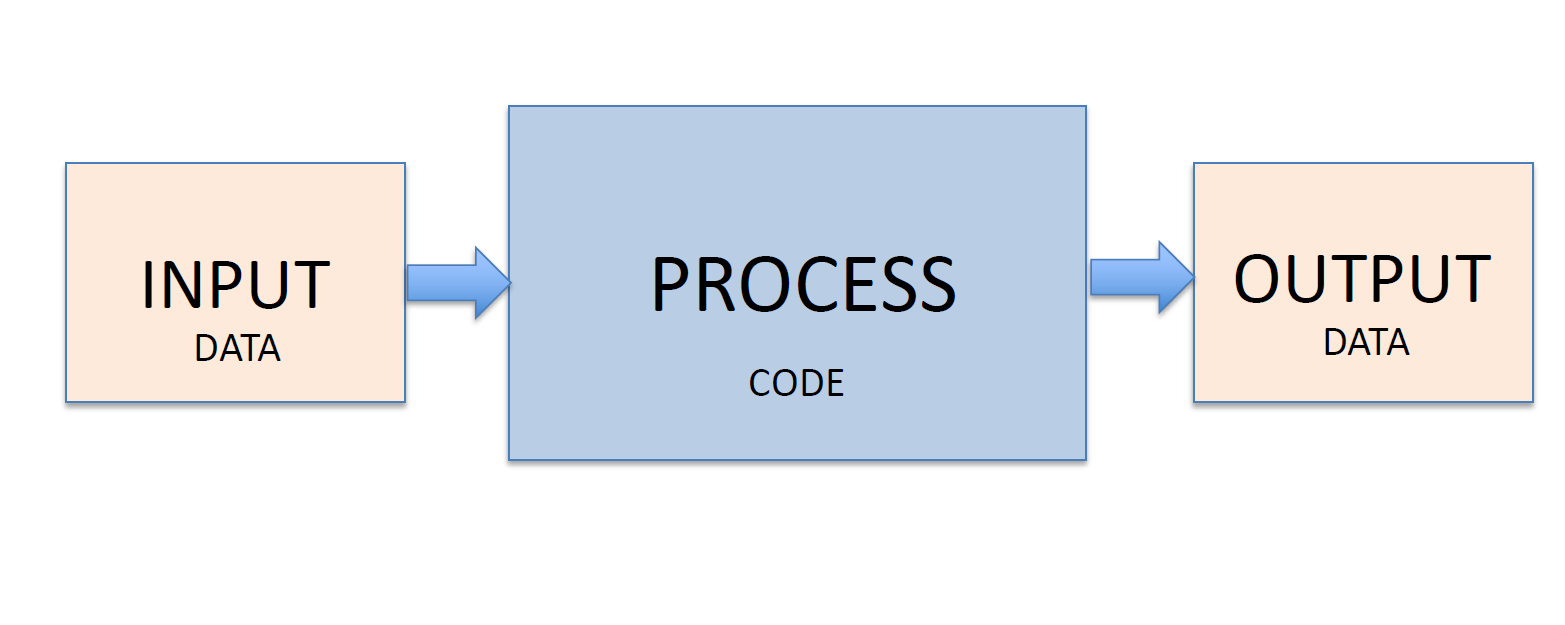 INPUT
DATA
PROCESS
CODE
OUTPUT
DATA